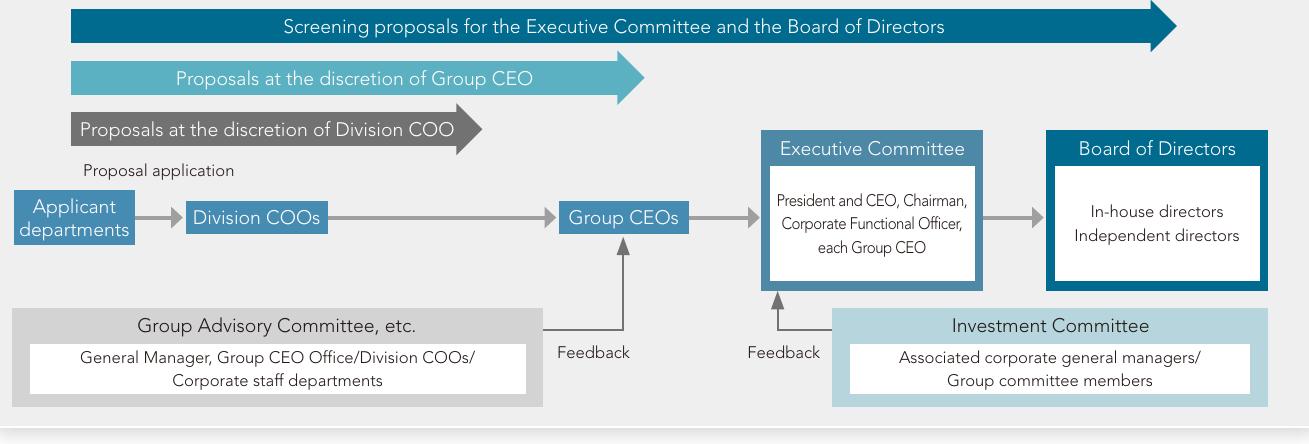 Screening proposals for the Executive Committee and the Board of Directors
Proposals at the discretion of Group CEO
Proposals at the discretion of Division COO
Proposal application
Applicant
departments
Division COOs
Group CEOs
Executive Committee
President and CEO, Chairman,
Corporate Functional Officer,
each Group CEO
Board of Directors
In-house directors
Independent directors
Group Advisory Committee, etc.
General Manager, Group CEO Office/Division COOs/
Corporate staff departments
Feedback
Feedback
Investment Committee
Associated corporate general managers/
Group committee members